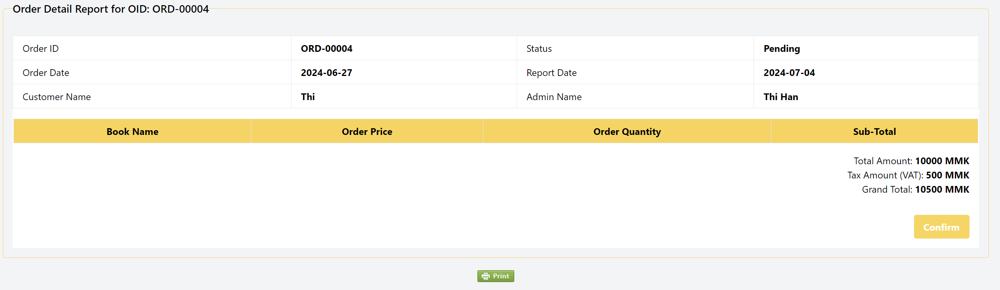 Order Detail Report for OID: ORD-00004
Order ID ORD-00004 Status Pending
Order Date 2024-06-27 Report Date 2024-07-04
Customer Name Thi Admin Name Thi Han
Book Name Order Price Order Quantity Sub-Total
Total Amount: 10000 MMK
Tax Amount (VAT): 500 MMK
Grand Total: 10500 MMK
Confirm
Print